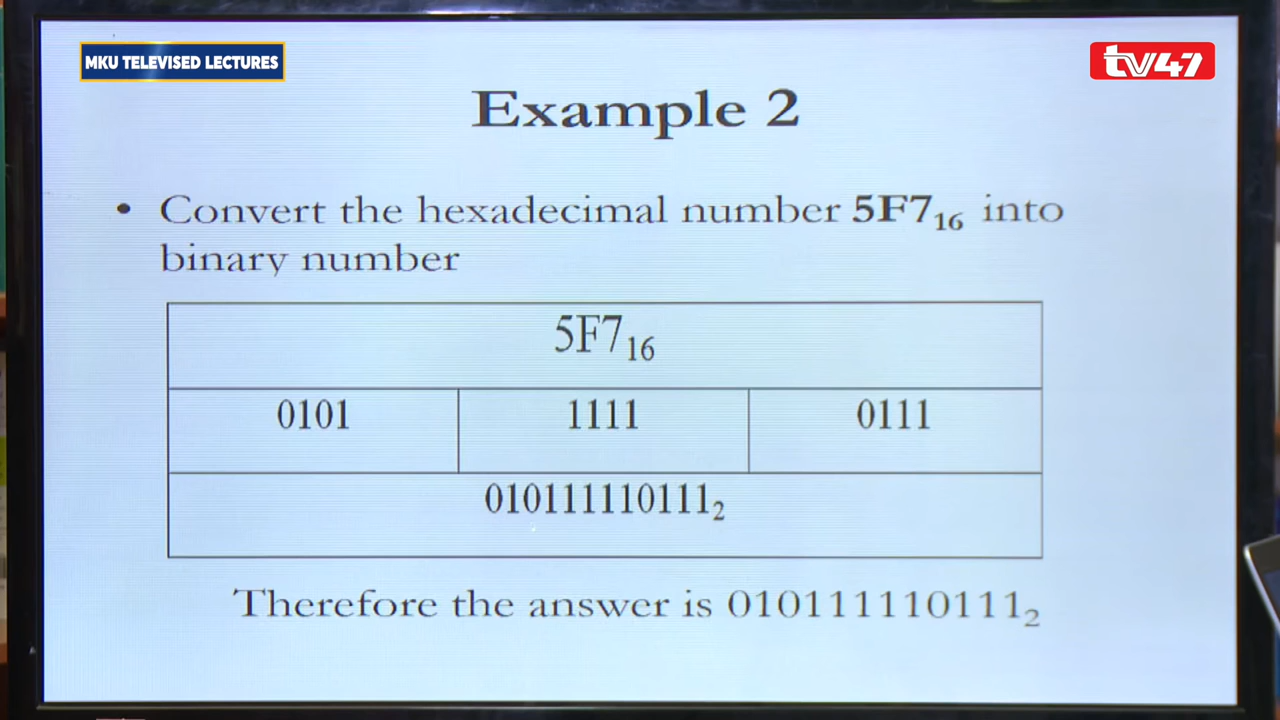 MKU TELEVISED LECTURES
tv47
Example 2
• Convert the hexadecimal number 5F7₁₆ into
binary number
5F7₁₆
0101 1111 0111
010111110111₂
Therefore the answer is 010111110111₂